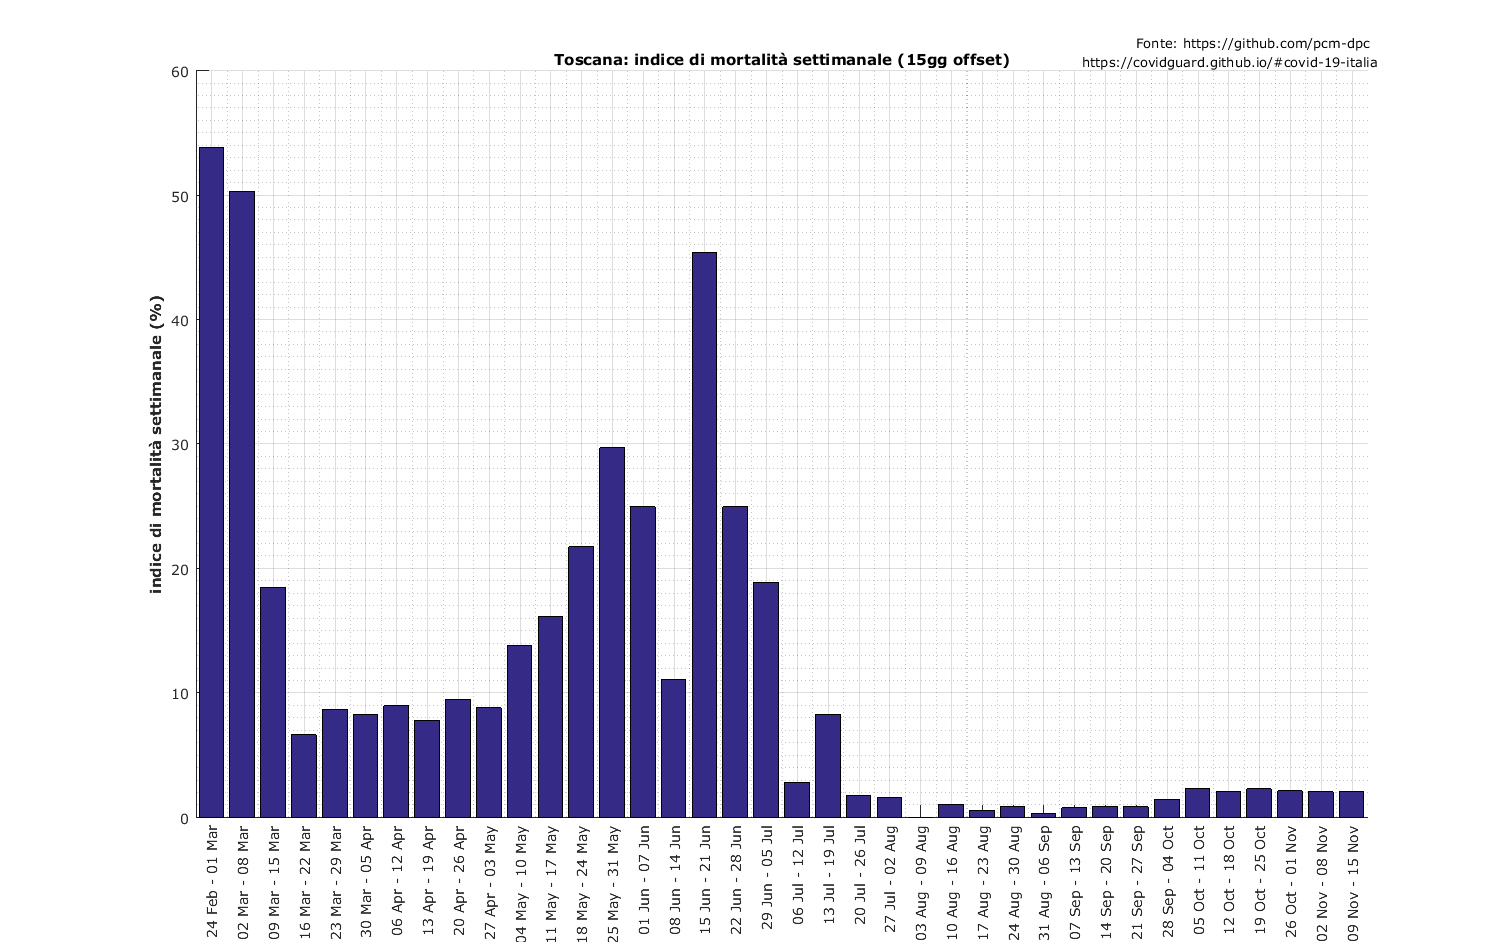 Fonte: https://github.com/pcm-dpc
https://covidguard.github.io/#covid-19-italia
Toscana: indice di mortalità settimanale (15gg offset)
indice di mortalità settimanale (%)
60
50
40
30
20
10
0
24 Feb - 01 Mar
02 Mar - 08 Mar
09 Mar - 15 Mar
16 Mar - 22 Mar
23 Mar - 29 Mar
30 Mar - 05 Apr
06 Apr - 12 Apr
13 Apr - 19 Apr
20 Apr - 26 Apr
27 Apr - 03 May
04 May - 10 May
11 May - 17 May
18 May - 24 May
25 May - 31 May
01 Jun - 07 Jun
08 Jun - 14 Jun
15 Jun - 21 Jun
22 Jun - 28 Jun
29 Jun - 05 Jul
06 Jul - 12 Jul
13 Jul - 19 Jul
20 Jul - 26 Jul
27 Jul - 02 Aug
03 Aug - 09 Aug
10 Aug - 16 Aug
17 Aug - 23 Aug
24 Aug - 30 Aug
31 Aug - 06 Sep
07 Sep - 13 Sep
14 Sep - 20 Sep
21 Sep - 27 Sep
28 Sep - 04 Oct
05 Oct - 11 Oct
12 Oct - 18 Oct
19 Oct - 25 Oct
26 Oct - 01 Nov
02 Nov - 08 Nov
09 Nov - 15 Nov